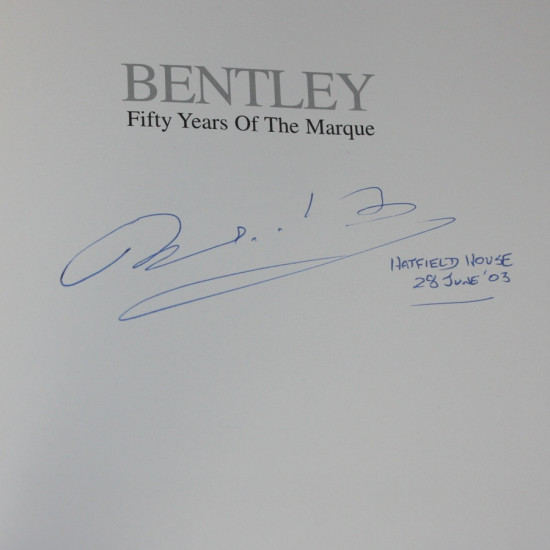 BENTLEY
Fifty Years Of The Marque
HATFIELD HOUSE
28 JUNE '03